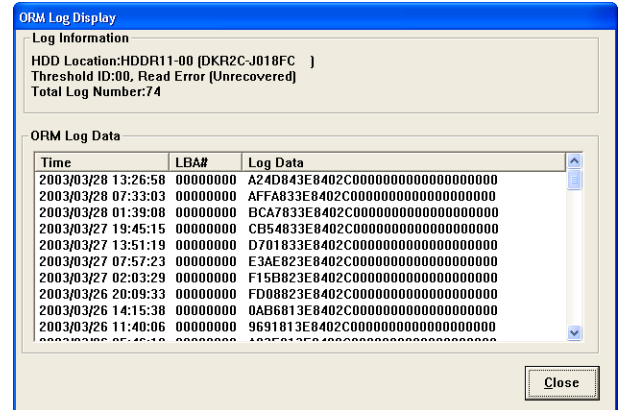 ORM Log Display
Log Information
HDD Location:HDDR11-00 (DKR2C-J018FC    )
Threshold ID:00, Read Error (Unrecovered)
Total Log Number:74
ORM Log Data
Time LBA# Log Data
2003/03/28 13:26:58 00000000 A24D843E8402C0000000000000000000
2003/03/28 07:33:03 00000000 AFFA833E8402C0000000000000000000
2003/03/28 01:39:08 00000000 BCA7833E8402C0000000000000000000
2003/03/27 19:45:15 00000000 CB54833E8402C0000000000000000000
2003/03/27 13:51:19 00000000 D701833E8402C0000000000000000000
2003/03/27 07:57:23 00000000 E3AE823E8402C0000000000000000000
2003/03/27 02:03:29 00000000 F15B823E8402C0000000000000000000
2003/03/26 20:09:33 00000000 FD08823E8402C0000000000000000000
2003/03/26 14:15:38 00000000 0AB6813E8402C0000000000000000000
2003/03/26 11:40:06 00000000 9691813E8402C0000000000000000000
Close